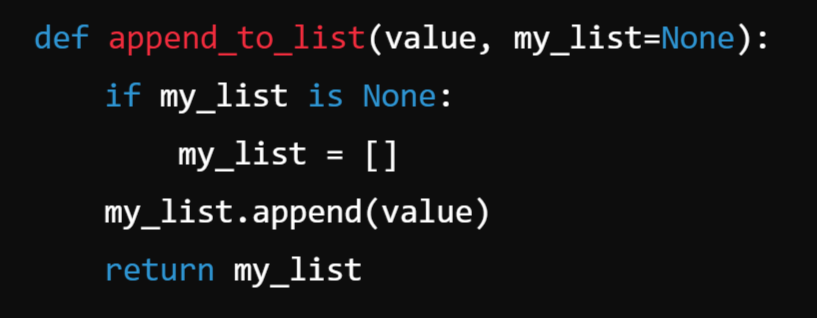 def append_to_list(value, my_list=None):
    if my_list is None:
        my_list = []
    my_list.append(value)
    return my_list